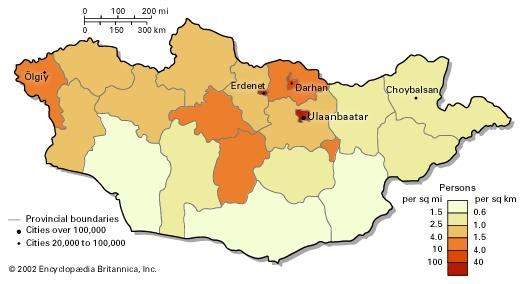 0 100 200 mi
0 150 300 km
Ölgiy
Erdenet
Darhan
Choybalsan
Ulaanbaatar
Persons
per sq mi per sq km
1.5 0.6
2.5 1.0
4.0 1.5
10 4.0
100 40
Provincial boundaries
Cities over 100,000
Cities 20,000 to 100,000
© 2002 Encyclopædia Britannica, Inc.